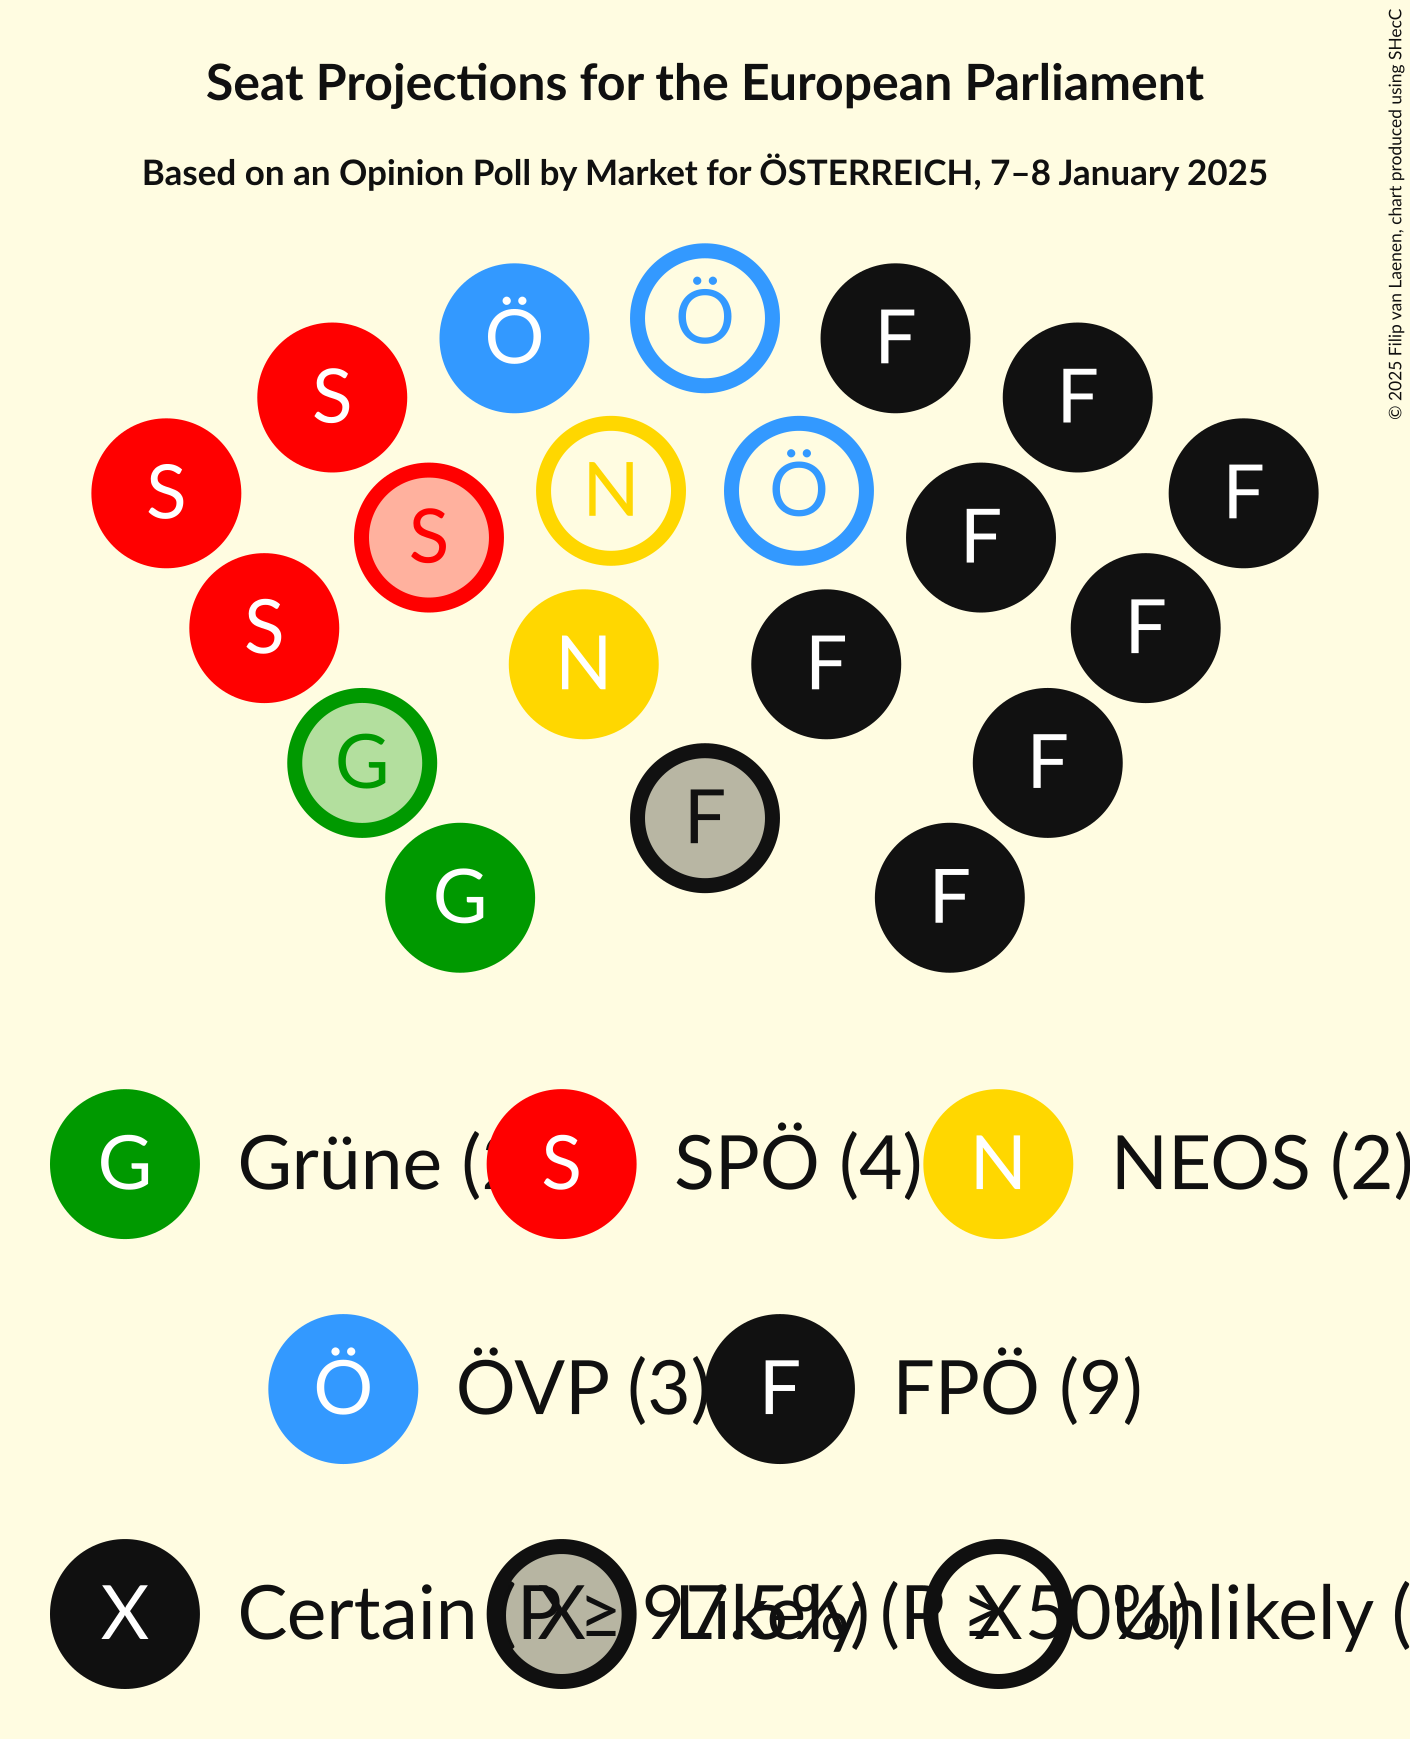 Seat Projections for the European Parliament
Based on an Opinion Poll by Market for ÖSTERREICH, 7–8 January 2025
© 2025 Filip van Laenen, chart produced using SHecC
Ö
Ö F
S F
S F
S N Ö F
S F
N F
G F
F
G F
G Grüne ( S SPÖ (4) N NEOS (2)
Ö ÖVP (3) F FPÖ (9)
X Certain (P ≥ 97.5%) X Likely (P ≥ 50%) X Unlikely (